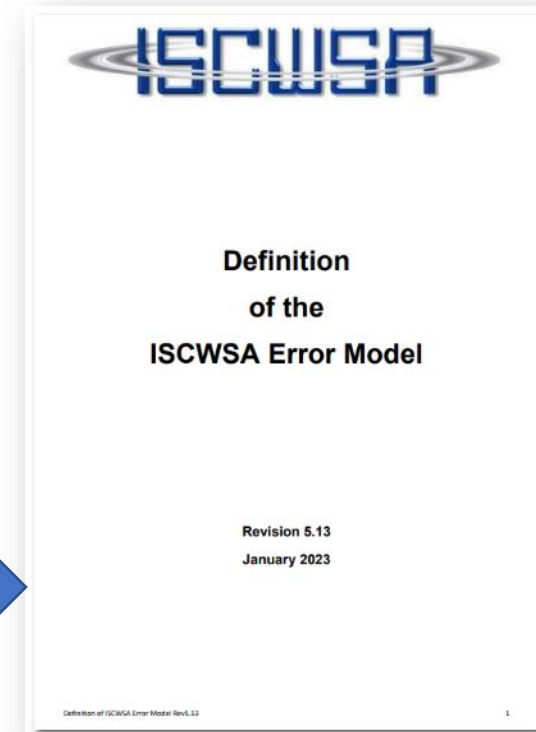 ISCWSA
Definition
of the
ISCWSA Error Model
Revision 5.13
January 2023
Definition of ISCWSA Error Model Rev5.13
1